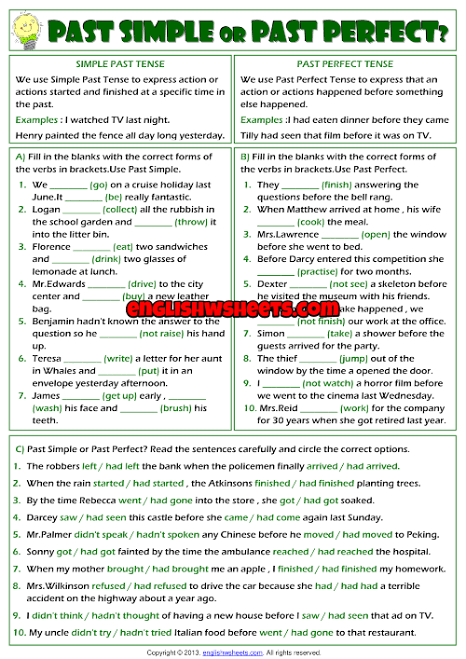 PAST SIMPLE OR PAST PERFECT?
SIMPLE PAST TENSE
We use Simple Past Tense to express action or
actions started and finished at a specific time in
the past.
Examples : I watched TV last night.
Henry painted the fence all day long yesterday.
PAST PERFECT TENSE
We use Past Perfect Tense to express that an
action or actions happened before something
else happened.
Examples :I had eaten dinner before they came
Tilly had seen that film before it was on TV.
A) Fill in the blanks with the correct forms of
the verbs in brackets.Use Past Simple.
1. We ________ (go) on a cruise holiday last
June.It ________ (be) really fantastic.
2. Logan ________ (collect) all the rubbish in
the school garden and ________ (throw) it
into the litter bin.
3. Florence ________ (eat) two sandwiches
and ________ (drink) two glasses of
lemonade at lunch.
4. Mr.Edwards ________ (drive) to the city
center and ________ (buy) a new leather
bag.
5. Benjamin hadn't known the answer to the
question so he ________ (not raise) his hand
up.
6. Teresa ________ (write) a letter for her aunt
in Whales and ________ (put) it in an
envelope yesterday afternoon.
7. James ________ (get up) early , ________
(wash) his face and ________ (brush) his
teeth.
B) Fill in the blanks with the correct forms of
the verbs in brackets.Use Past Perfect.
1. They ________ (finish) answering the
questions before the bell rang.
2. When Matthew arrived at home , his wife
________ (cook) the meal.
3. Mrs.Lawrence ________ (open) the window
before she went to bed.
4. Before Darcy entered this competition she
________ (practise) for two months.
5. Dexter ________ (not see) a skeleton before
he visited the museum with his friends.
happened , we
________ (not finish) our work at the office.
7. Simon ________ (take) a shower before the
guests arrived for the party.
8. The thief ________ (jump) out of the
window by the time a opened the door.
9. I ________ (not watch) a horror film before
we went to the cinema last Wednesday.
10. Mrs.Reid ________ (work) for the company
for 30 years when she got retired last year.
englishwsheets.com
C) Past Simple or Past Perfect? Read the sentences carefully and circle the correct options.
1. The robbers left / had left the bank when the policemen finally arrived / had arrived.
2. When the rain started / had started , the Atkinsons finished / had finished planting trees.
3. By the time Rebecca went / had gone into the store , she got / had got soaked.
4. Darcey saw / had seen this castle before she came / had come again last Sunday.
5. Mr.Palmer didn't speak / hadn't spoken any Chinese before he moved / had moved to Peking.
6. Sonny got / had got fainted by the time the ambulance reached / had reached the hospital.
7. When my mother brought / had brought me an apple , I finished / had finished my homework.
8. Mrs.Wilkinson refused / had refused to drive the car because she had / had had a terrible
accident on the highway about a year ago.
9. I didn't think / hadn't thought of having a new house before I saw / had seen that ad on TV.
10. My uncle didn't try / hadn't tried Italian food before went / had gone to that restaurant.
Copyright © 2013. englishwsheets.com. All rights reserved.